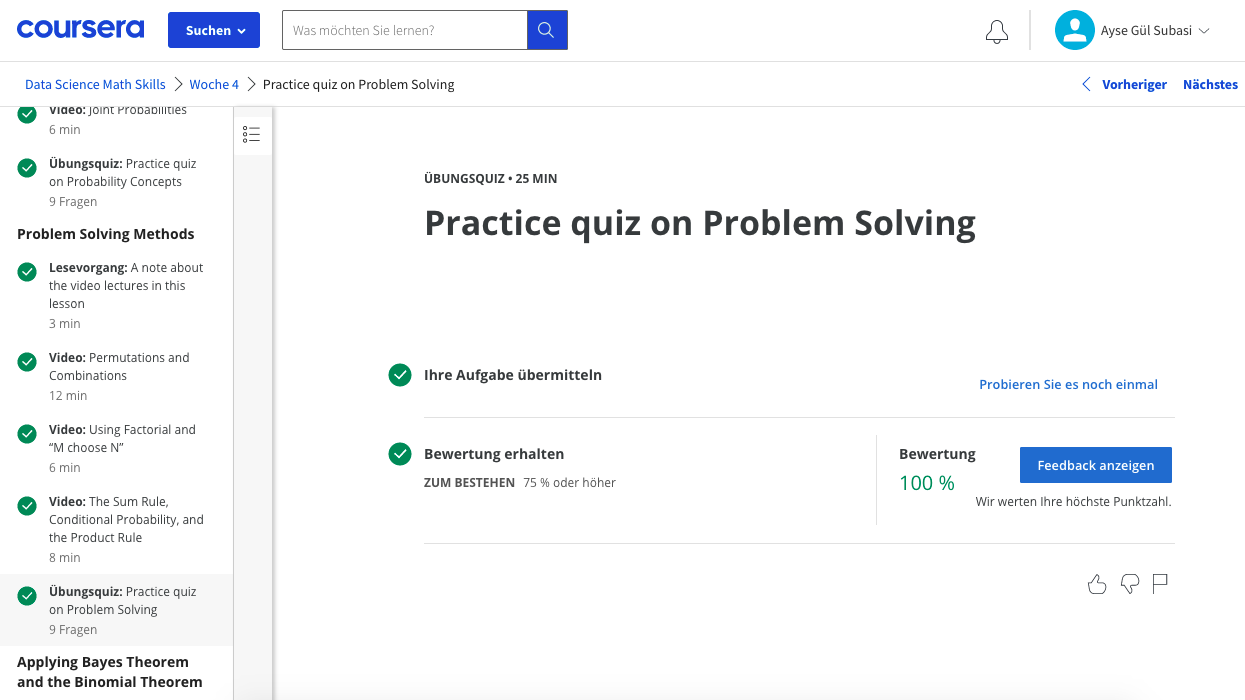 coursera
Suchen
Was möchten Sie lernen?
Ayse Gül Subasi
Data Science Math Skills
Woche 4
Practice quiz on Problem Solving
Vorheriger
Nächstes
Video: Joint Probabilities
6 min
Übungsquiz: Practice quiz
on Probability Concepts
9 Fragen
Problem Solving Methods
Lesevorgang: A note about
the video lectures in this
lesson
3 min
Video: Permutations and
Combinations
12 min
Video: Using Factorial and
“M choose N”
6 min
Video: The Sum Rule,
Conditional Probability, and
the Product Rule
8 min
Übungsquiz: Practice quiz
on Problem Solving
9 Fragen
Applying Bayes Theorem
and the Binomial Theorem
ÜBUNGSQUIZ • 25 MIN
Practice quiz on Problem Solving
Ihre Aufgabe übermitteln
Probieren Sie es noch einmal
Bewertung erhalten
ZUM BESTEHEN 75 % oder höher
Bewertung
100 %
Feedback anzeigen
Wir werten Ihre höchste Punktzahl.